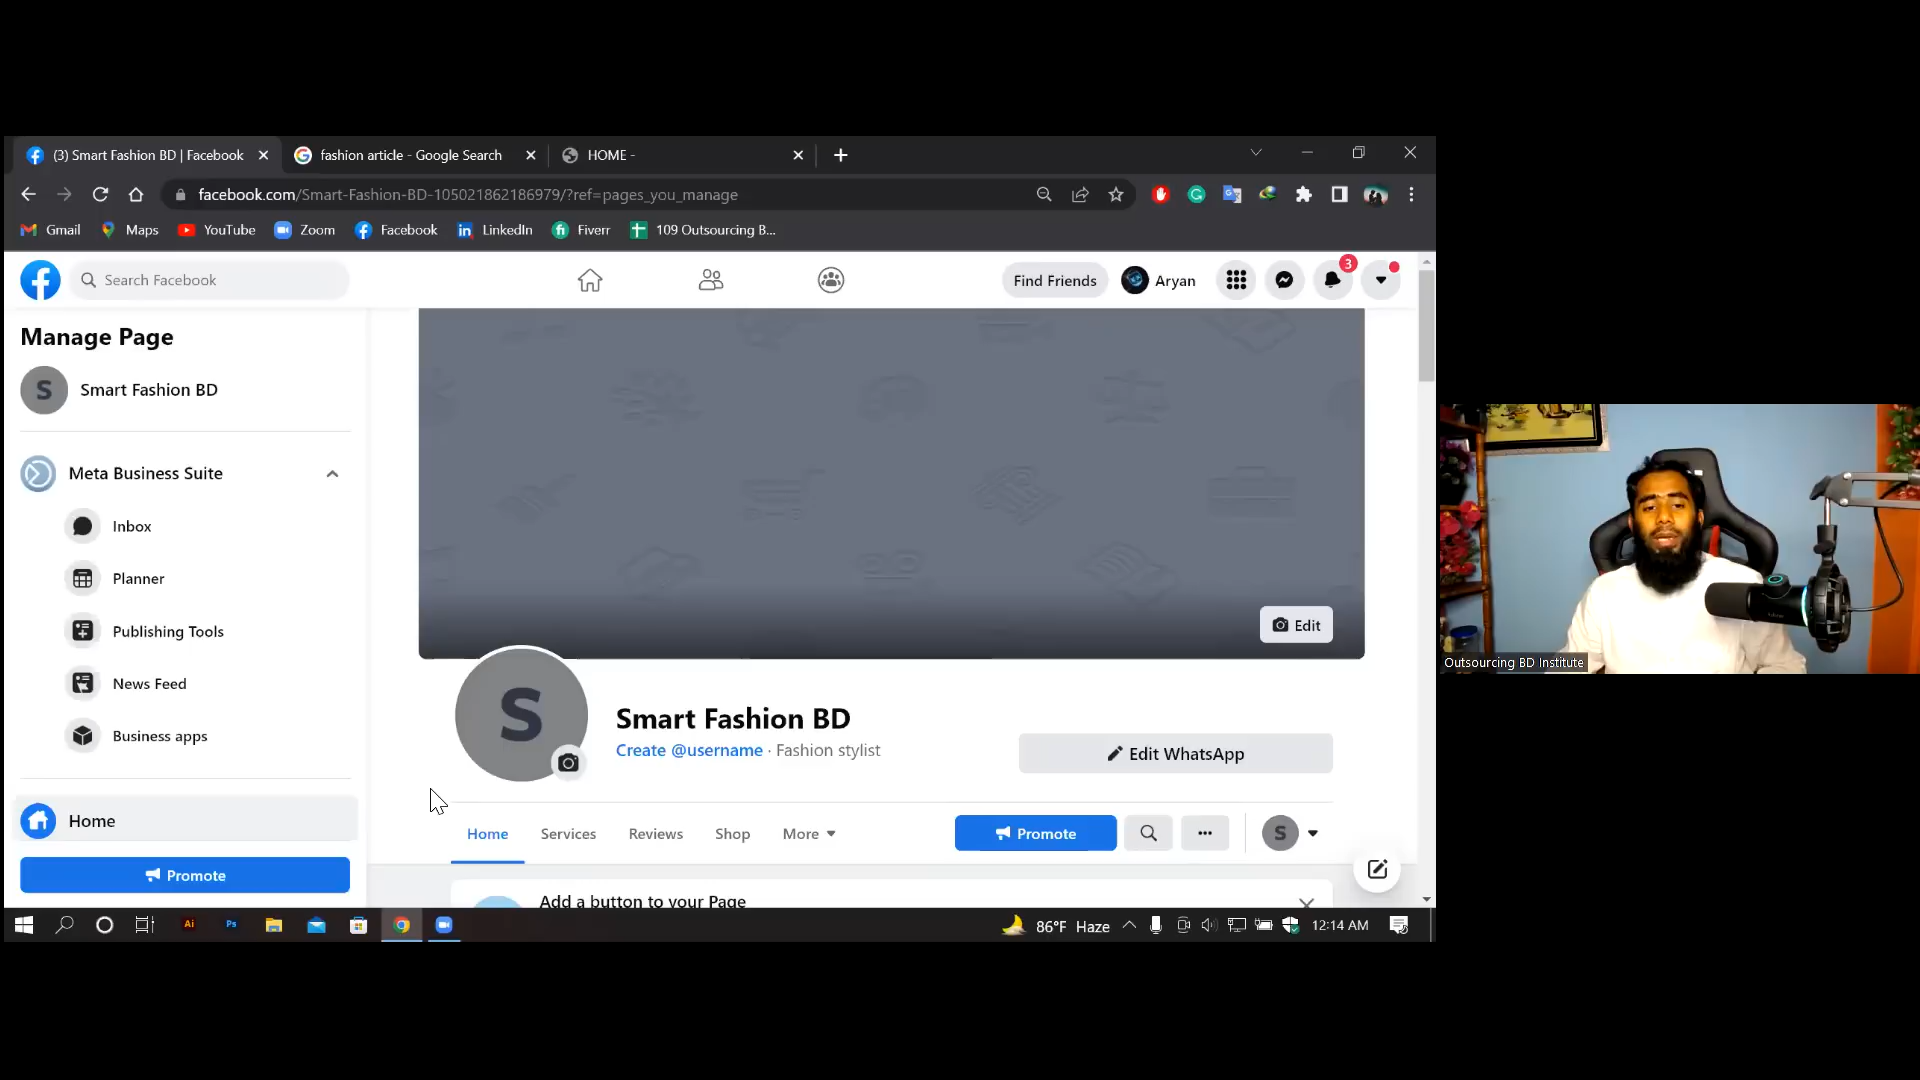 (3) Smart Fashion BD | Facebook
fashion article - Google Search
HOME -
facebook.com/Smart-Fashion-BD-105021862186979/?ref=pages_you_manage
Gmail
Maps
YouTube
Zoom
Facebook
LinkedIn
Fiverr
109 Outsourcing B...
Search Facebook
Find Friends
Aryan
3
Manage Page
S
Smart Fashion BD
Meta Business Suite
Inbox
Planner
Publishing Tools
News Feed
Business apps
Home
Promote
Edit
S
Smart Fashion BD
Create @username · Fashion stylist
Edit WhatsApp
Home
Services
Reviews
Shop
More
Promote
S
Add a button to your Page
Ai
Ps
86°F Haze
12:14 AM
Outsourcing BD Institute